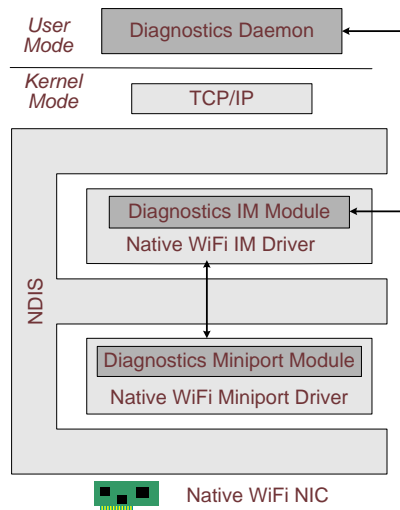 User
Mode
Diagnostics Daemon
Kernel
Mode
TCP/IP
NDIS
Diagnostics IM Module
Native WiFi IM Driver
Diagnostics Miniport Module
Native WiFi Miniport Driver
Native WiFi NIC